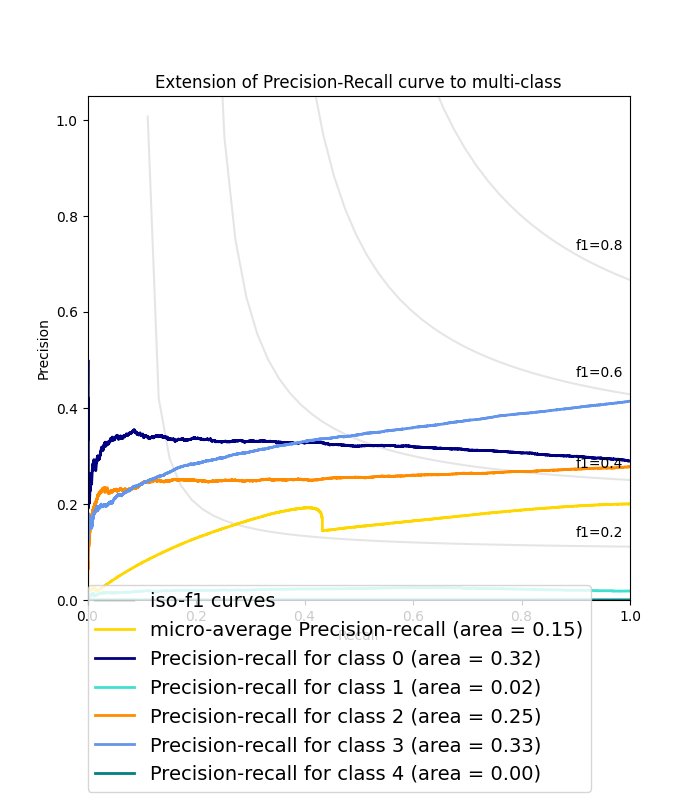 Extension of Precision-Recall curve to multi-class
Precision
1.0
0.8
0.6
0.4
0.2
0.0
f1=0.8
f1=0.6
f1=0.4
f1=0.2
0.0
0.2
0.4
0.6
0.8
1.0
Recall
iso-f1 curves
micro-average Precision-recall (area = 0.15)
Precision-recall for class 0 (area = 0.32)
Precision-recall for class 1 (area = 0.02)
Precision-recall for class 2 (area = 0.25)
Precision-recall for class 3 (area = 0.33)
Precision-recall for class 4 (area = 0.00)